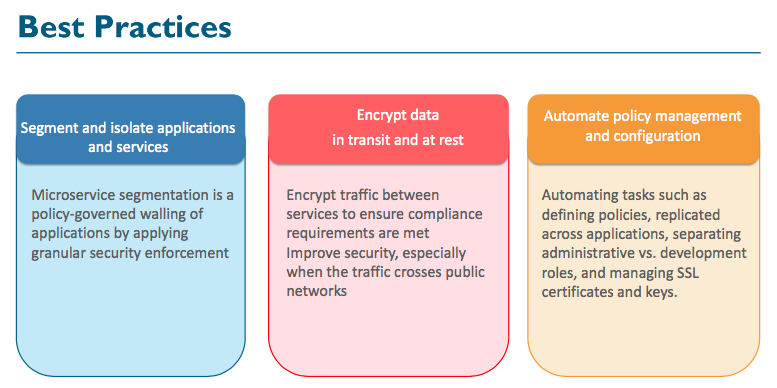 Best Practices
Segment and isolate applications
and services
Microservice segmentation is a
policy-governed walling of
applications by applying
granular security enforcement
Encrypt data
in transit and at rest
Encrypt traffic between
services to ensure compliance
requirements are met
Improve security, especially
when the traffic crosses public
networks
Automate policy management
and configuration
Automating tasks such as
defining policies, replicated
across applications, separating
administrative vs. development
roles, and managing SSL
certificates and keys.